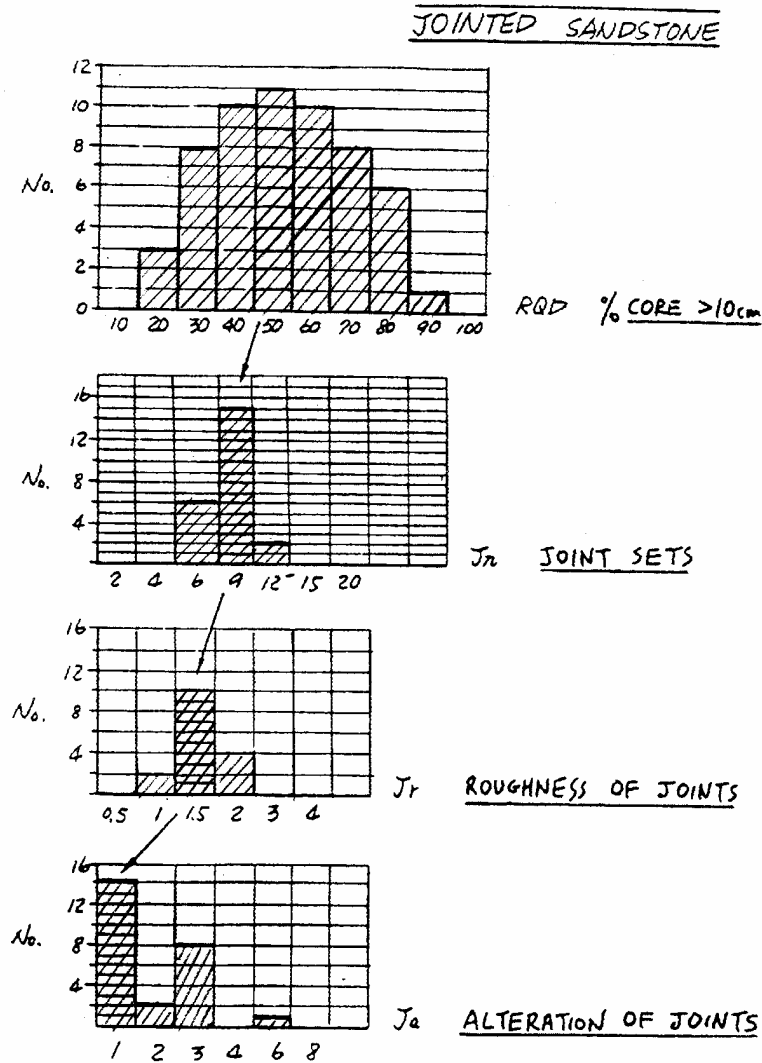 JOINTED SANDSTONE
12
10
8
No.
6
4
2
0
10 20 30 40 50 60 70 80 90 100
RQD % CORE >10cm
16
12
No.
8
4
2 4 6 9 12 15 20
Jn JOINT SETS
16
12
No.
8
4
0.5 1 1.5 2 3 4
Jr ROUGHNESS OF JOINTS
16
12
No.
8
4
1 2 3 4 6 8
Ja ALTERATION OF JOINTS